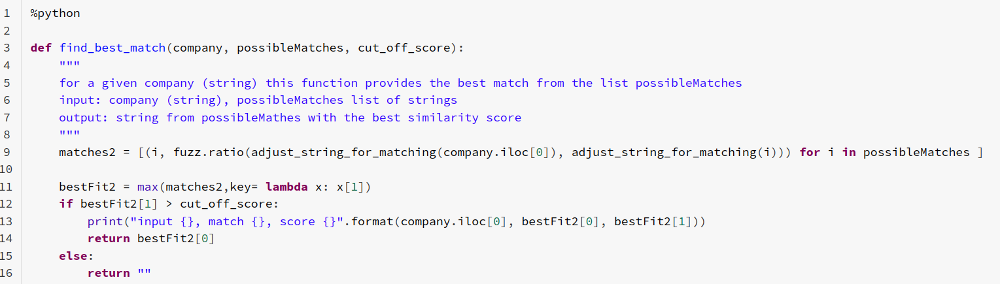 1 %python
2
3 def find_best_match(company, possibleMatches, cut_off_score):
4     """
5     for a given company (string) this function provides the best match from the list possibleMatches
6     input: company (string), possibleMatches list of strings
7     output: string from possibleMathes with the best similarity score
8     """
9     matches2 = [(i, fuzz.ratio(adjust_string_for_matching(company.iloc[0]), adjust_string_for_matching(i))) for i in possibleMatches ]
10
11     bestFit2 = max(matches2,key= lambda x: x[1])
12     if bestFit2[1] > cut_off_score:
13         print("input {}, match {}, score {}".format(company.iloc[0], bestFit2[0], bestFit2[1]))
14         return bestFit2[0]
15     else:
16         return ""